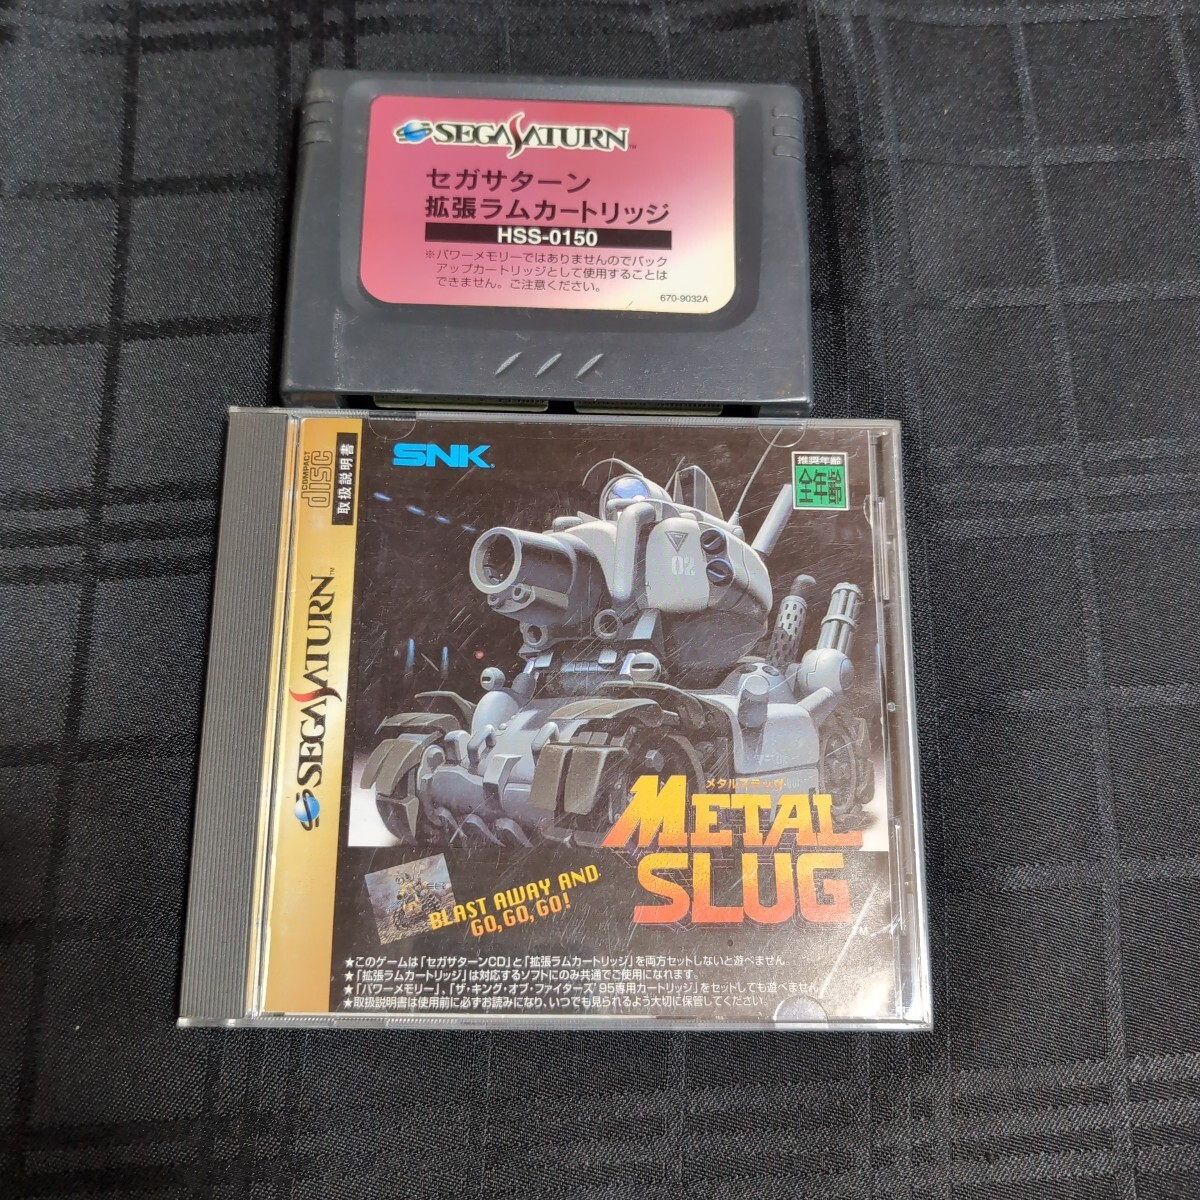 SEGA SATURN™
セガサターン
拡張ラムカートリッジ
HSS-0150
※パワーメモリーではありませんのでバック
アップカートリッジとして使用することは
できません。ご注意ください。
670-9032A
COMPACT disc
取扱説明書
SEGA SATURN™
SNK
推奨年齢
全年齢
02
メタルスラッグ
METAL
SLUG
TM
BLAST AWAY AND
GO, GO, GO!
★このゲームは「セガサターンCD」と「拡張ラムカートリッジ」を両方セットしないと遊べません
★「拡張ラムカートリッジ」は対応するソフトにのみ共通でご使用になれます。
★「パワーメモリー」、「ザ・キング・オブ・ファイターズ'95専用カートリッジ」をセットしても遊べません。
★取扱説明書は使用前に必ずお読みになり、いつでも見られるよう大切に保管してください。